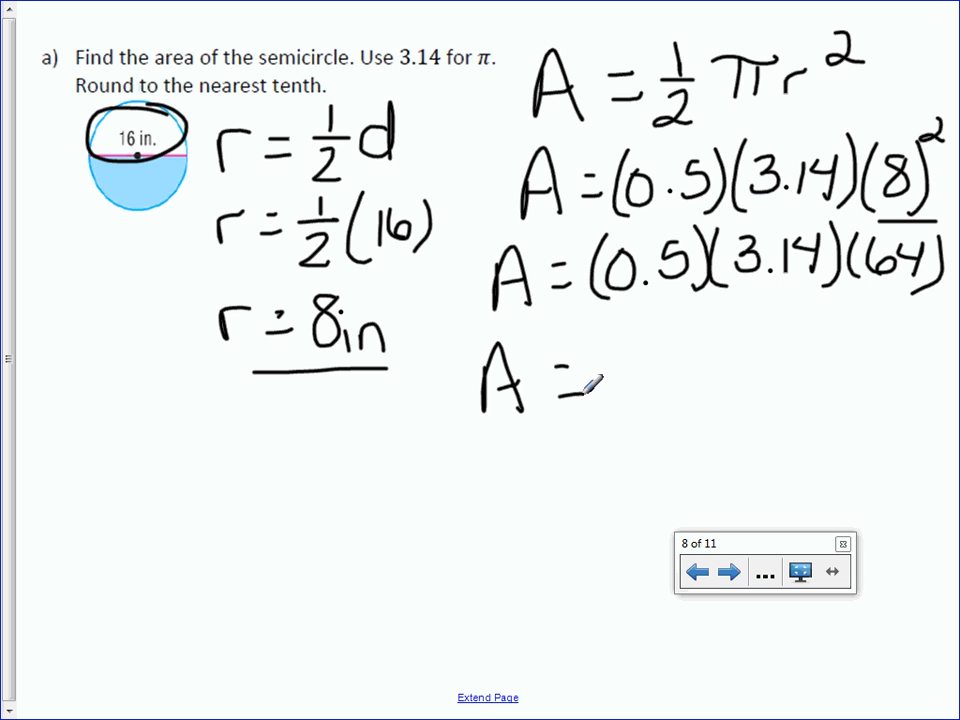 a) Find the area of the semicircle. Use 3.14 for π.
Round to the nearest tenth.
16 in.
r = 1/2 d
r = 1/2 (16)
r = 8in
A = 1/2 πr²
A = (0.5)(3.14)(8)²
A = (0.5)(3.14)(64)
A =
8 of 11
...
Extend Page